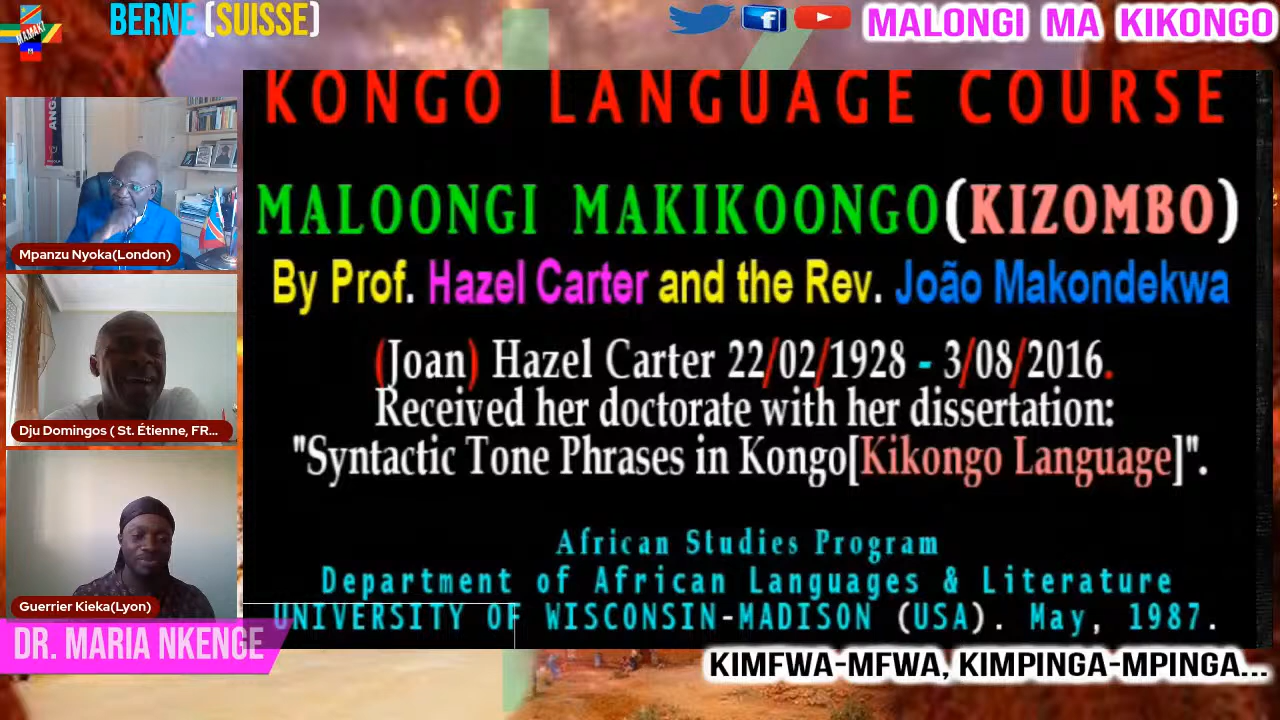 BERNE (SUISSE)
MALONGI MA KIKONGO
MAMAKI
KONGO LANGUAGE COURSE
MALOONGI MAKIKOONGO(KIZOMBO)
By Prof. Hazel Carter and the Rev. João Makondekwa
(Joan) Hazel Carter 22/02/1928 - 3/08/2016.
Received her doctorate with her dissertation:
"Syntactic Tone Phrases in Kongo[Kikongo Language]".
African Studies Program
Department of African Languages & Literature
UNIVERSITY OF WISCONSIN-MADISON (USA). May, 1987.
Mpanzu Nyoka(London)
Dju Domingos ( St. Étienne, FR...
Guerrier Kieka(Lyon)
DR. MARIA NKENGE
KIMFWA-MFWA, KIMPINGA-MPINGA...